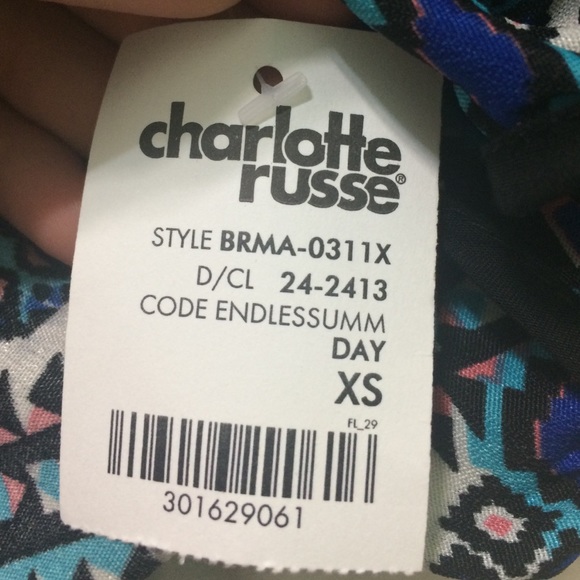 charlotte
russe®
STYLE BRMA-0311X
D/CL 24-2413
CODE ENDLESSUMM
DAY
XS
FL_29
301629061